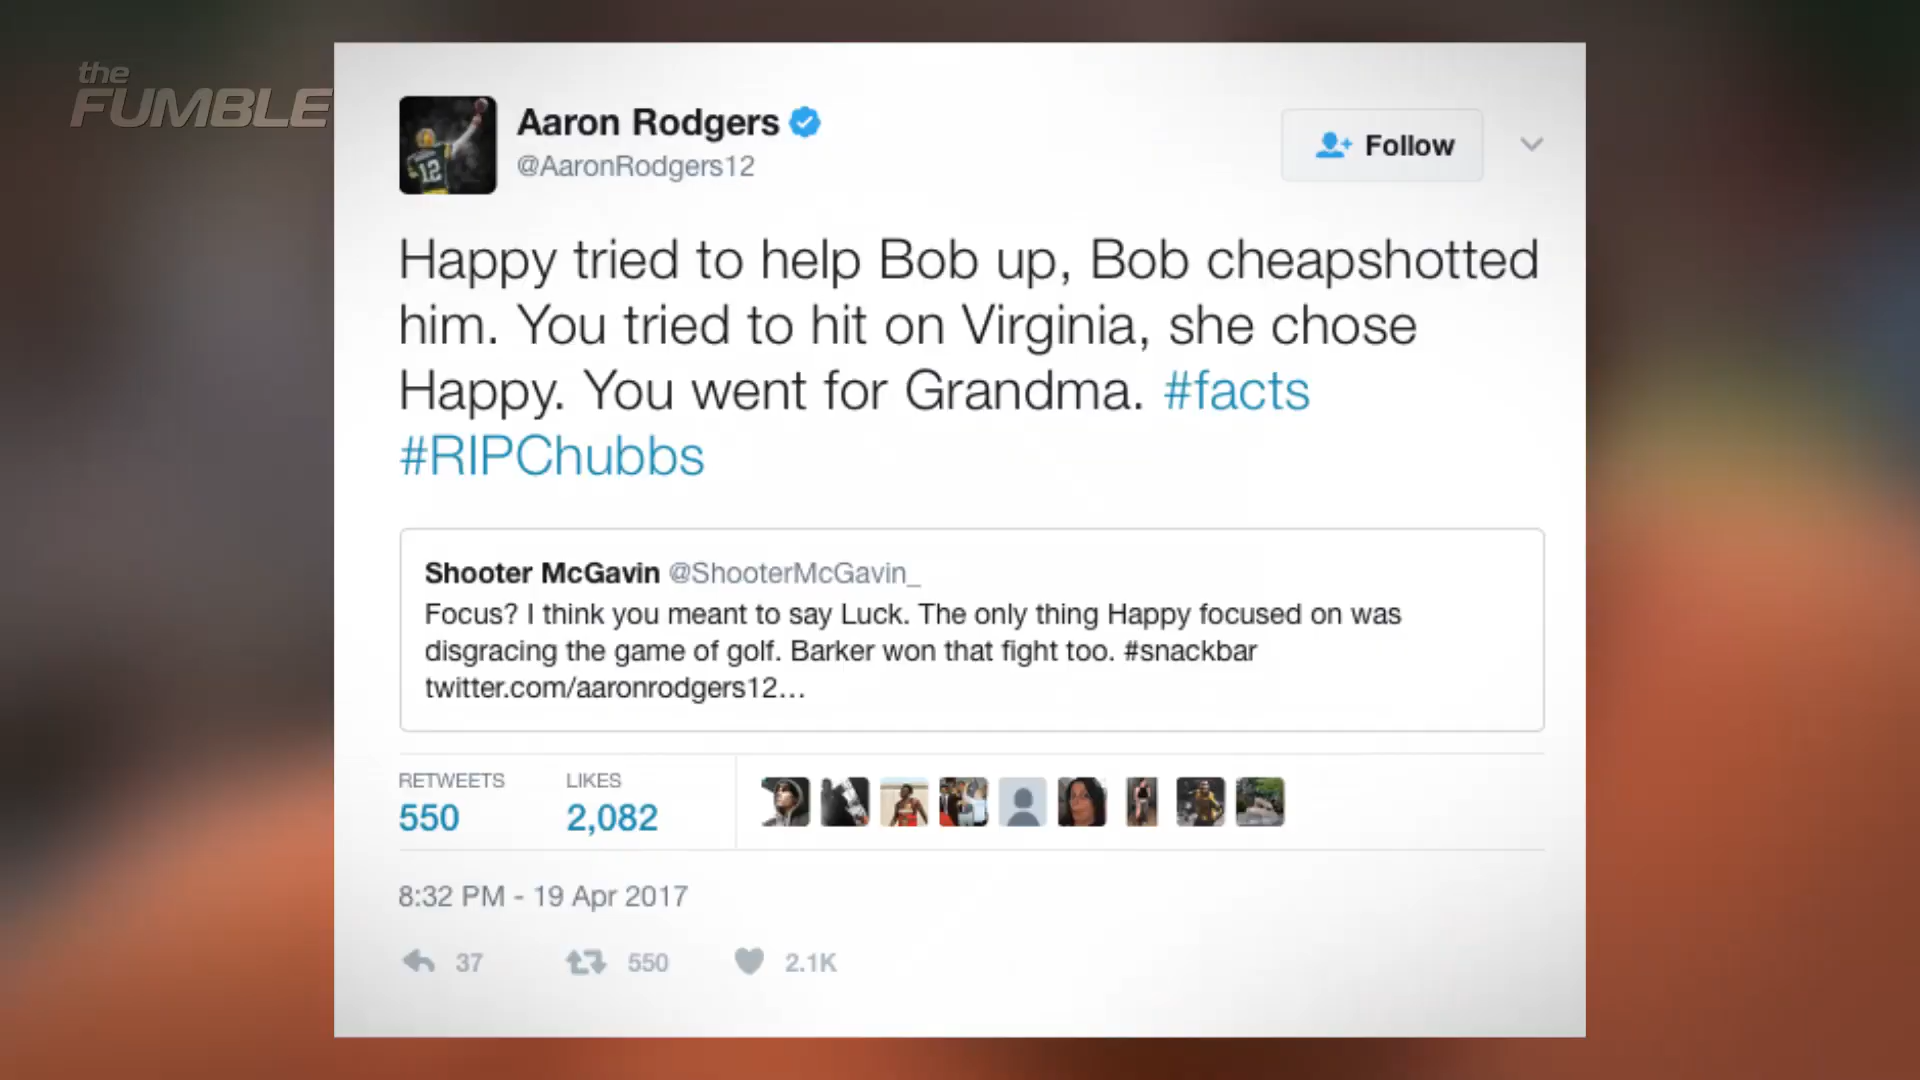 the
FUMBLE
Aaron Rodgers
@AaronRodgers12
Follow
Happy tried to help Bob up, Bob cheapshotted
him. You tried to hit on Virginia, she chose
Happy. You went for Grandma. #facts
#RIPChubbs
Shooter McGavin @ShooterMcGavin_
Focus? I think you meant to say Luck. The only thing Happy focused on was
disgracing the game of golf. Barker won that fight too. #snackbar
twitter.com/aaronrodgers12…
RETWEETS LIKES
550 2,082
8:32 PM - 19 Apr 2017
37 550 2.1K